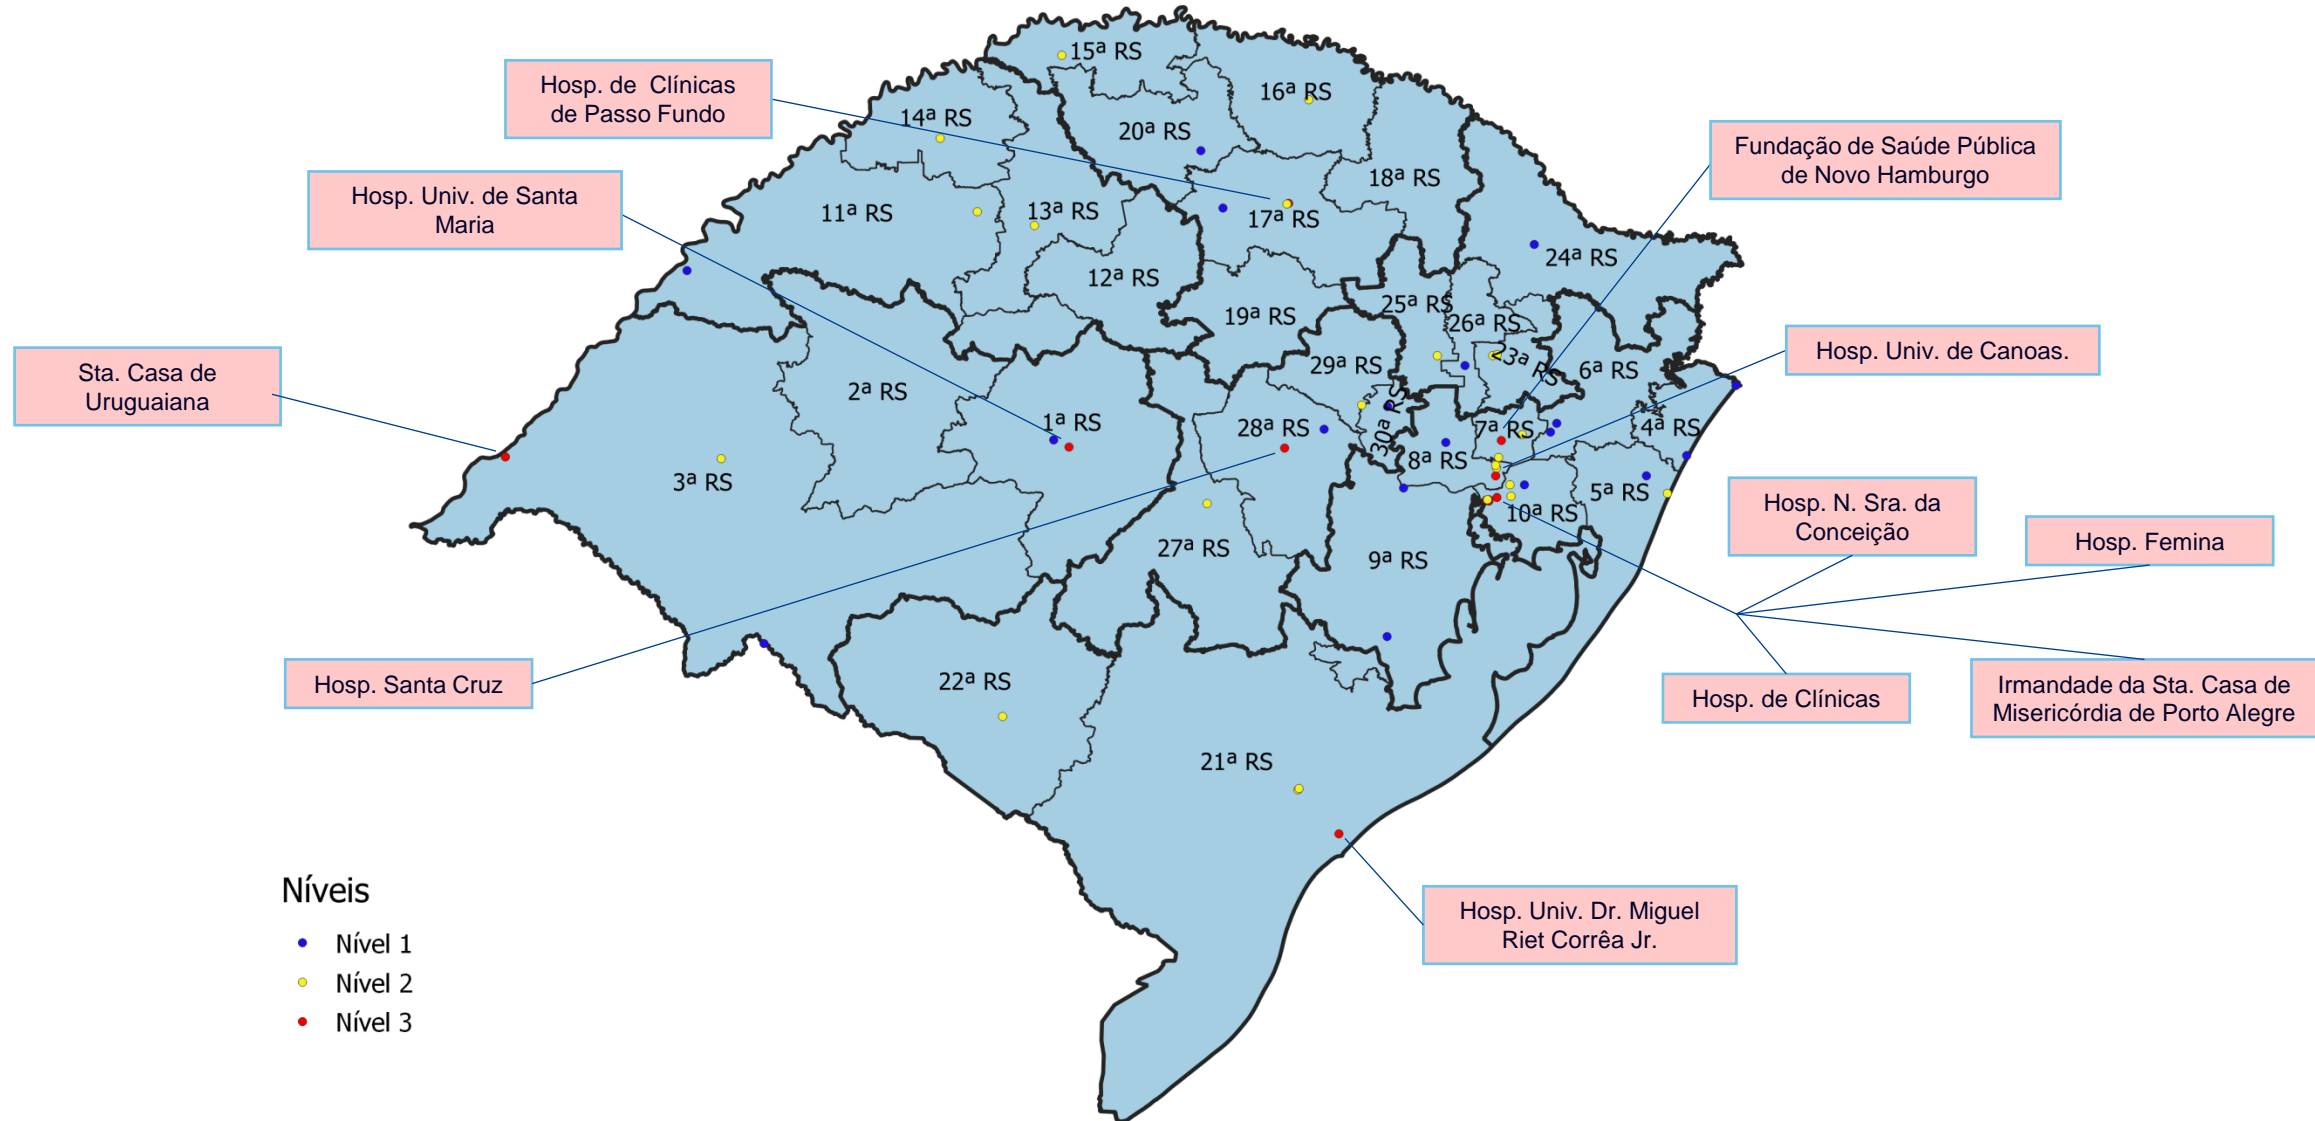 15ª RS
Hosp. de Clínicas
de Passo Fundo
16ª RS
14ª RS
20ª RS
Fundação de Saúde Pública
de Novo Hamburgo
18ª RS
Hosp. Univ. de Santa
Maria
11ª RS
13ª RS
17ª RS
24ª RS
12ª RS
25ª RS
19ª RS
26ª RS
Hosp. Univ. de Canoas.
23ª RS
29ª RS
6ª RS
Sta. Casa de
Uruguaiana
2ª RS
1ª RS
28ª RS
30ª RS
7ª RS
4ª RS
8ª RS
3ª RS
5ª RS
10ª RS
Hosp. N. Sra. da
Conceição
27ª RS
9ª RS
Hosp. Femina
Hosp. Santa Cruz
22ª RS
Hosp. de Clínicas
Irmandade da Sta. Casa de
Misericórdia de Porto Alegre
21ª RS
Níveis
Nível 1
Nível 2
Nível 3
Hosp. Univ. Dr. Miguel
Riet Corrêa Jr.